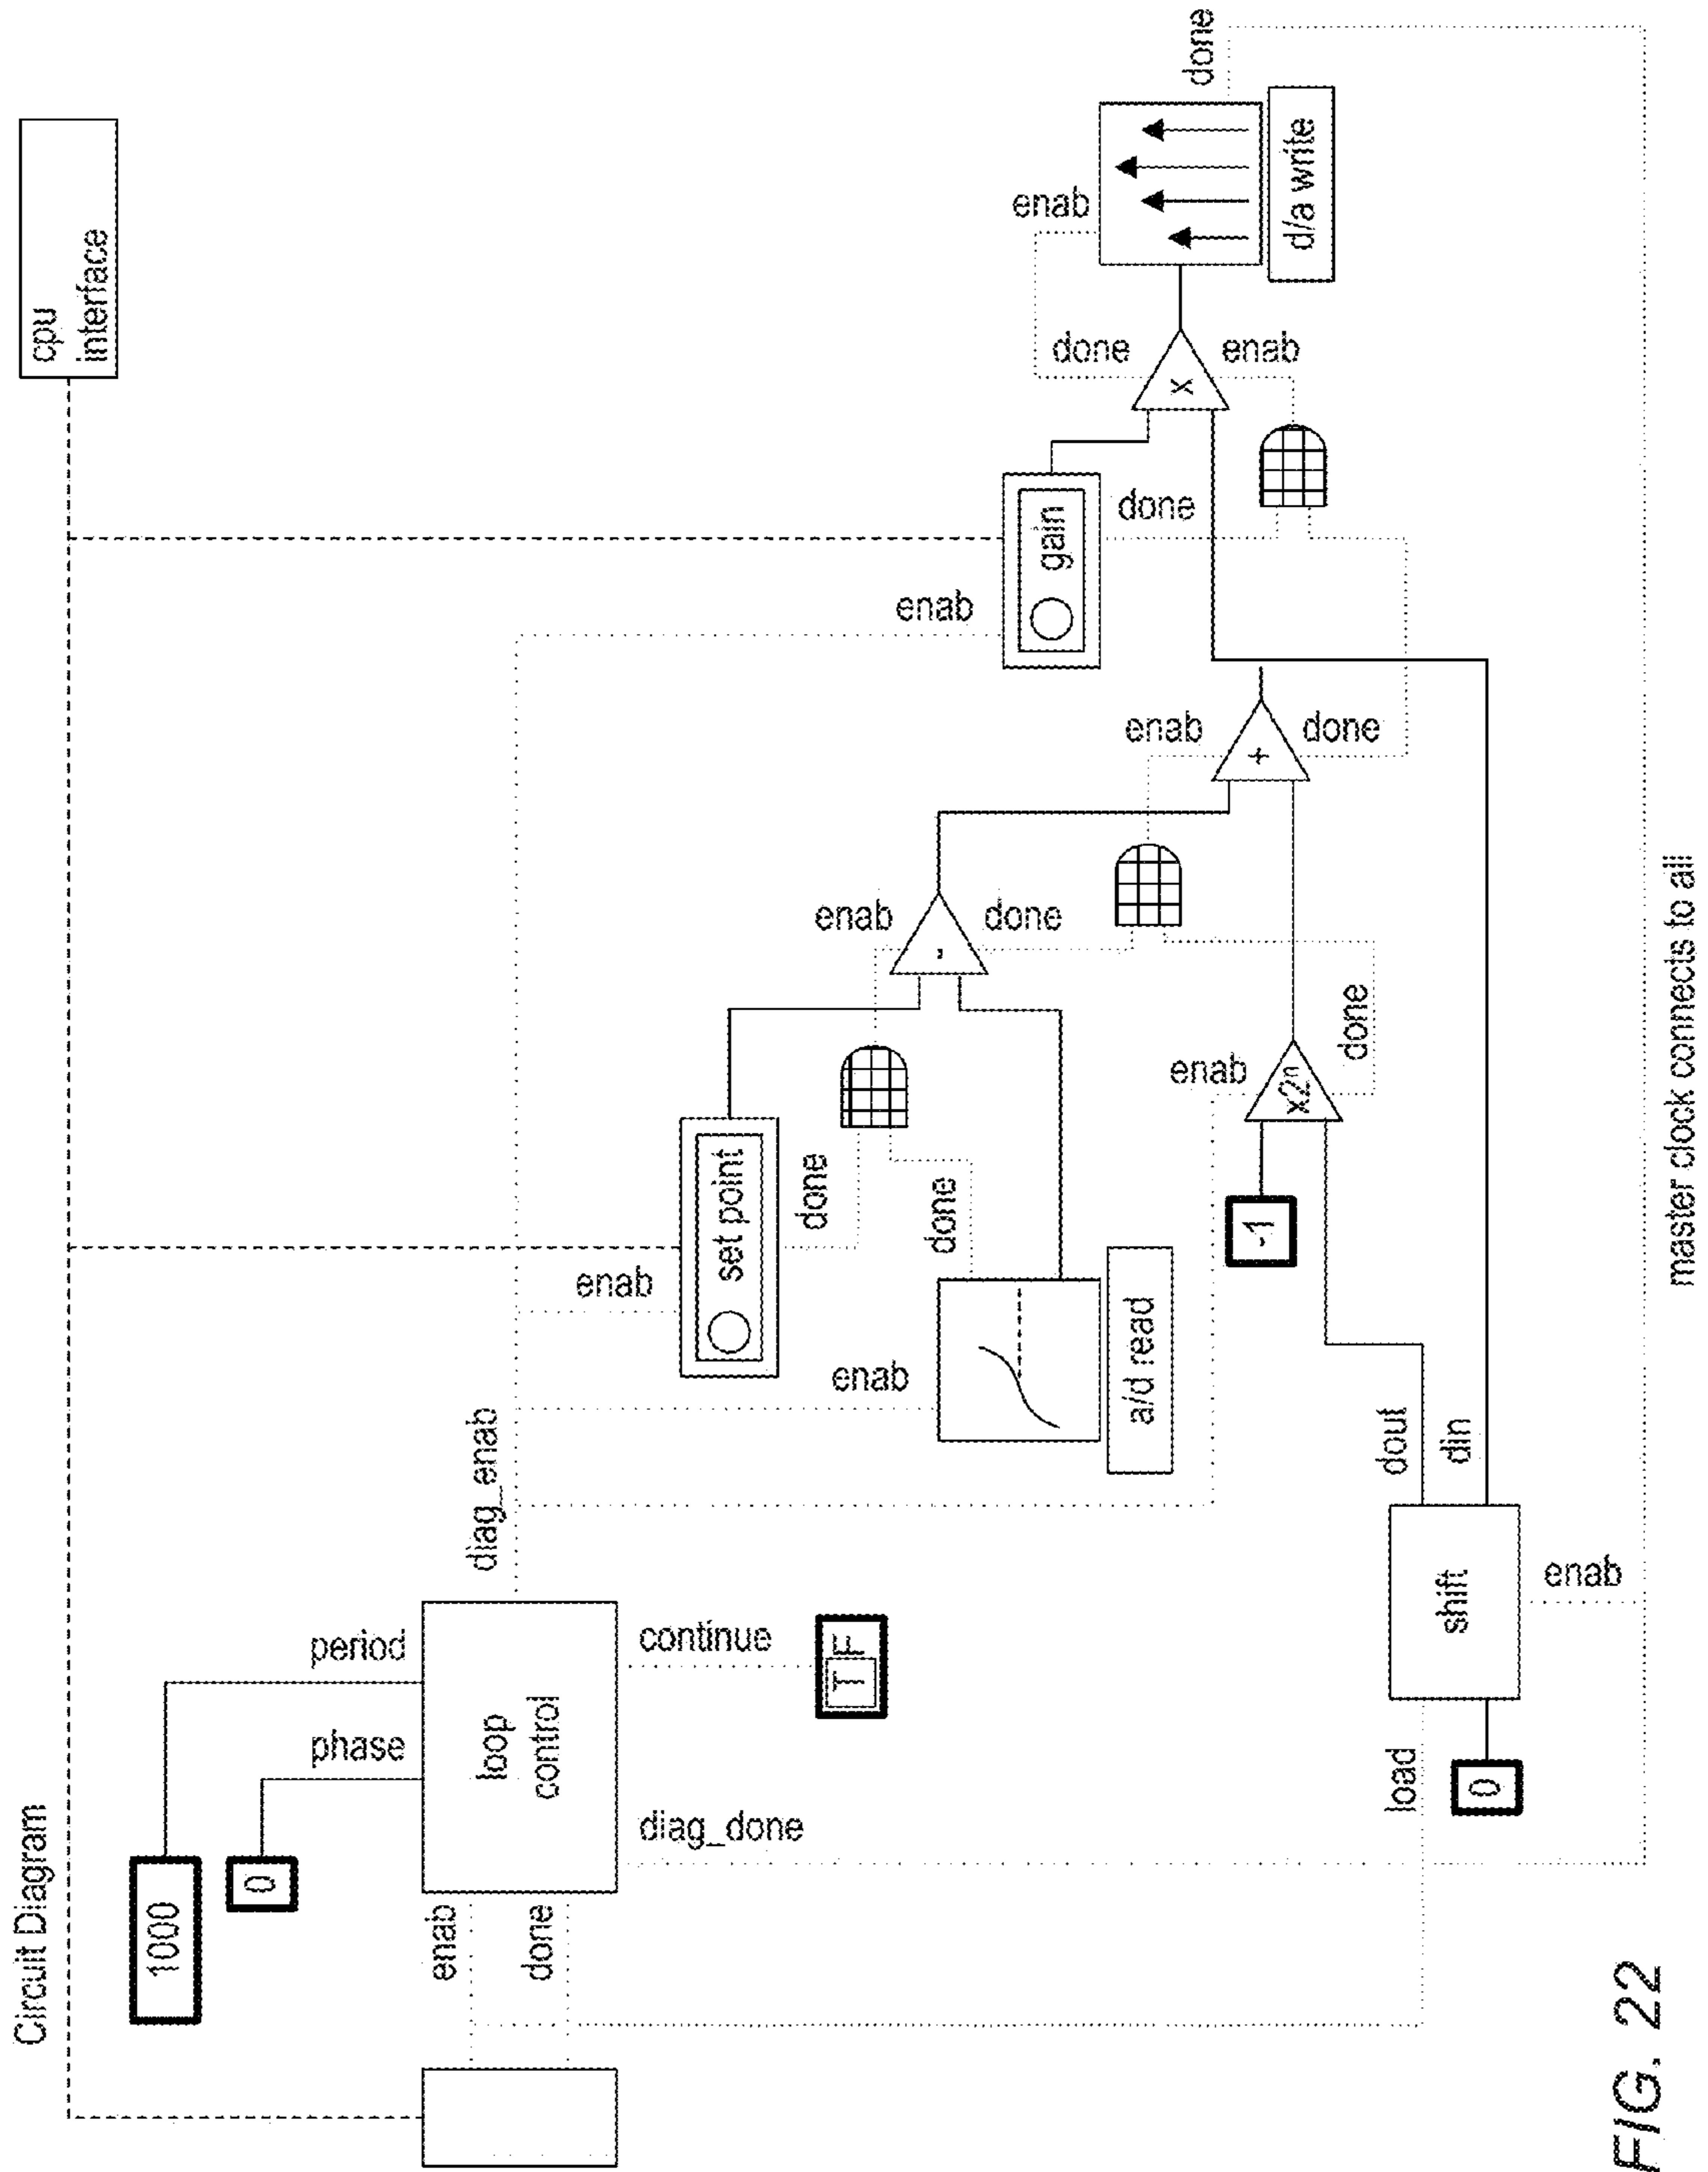 Circuit Diagram
cpu
interface
1000
0
period
phase
loop
control
enab
done
diag_enab
continue
T F
diag_done
enab
set point
done
enab
a/d read
done
enab
-
done
enab
gain
done
enab
+
done
-1
enab
x2ⁿ
done
done
x
enab
enab
d/a write
done
load
0
shift
dout
din
enab
master clock connects to all
FIG. 22